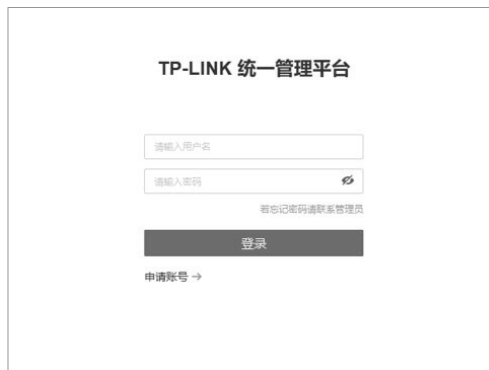 TP-LINK 统一管理平台
请输入用户名
请输入密码
若忘记密码请联系管理员
登录
申请账号 →